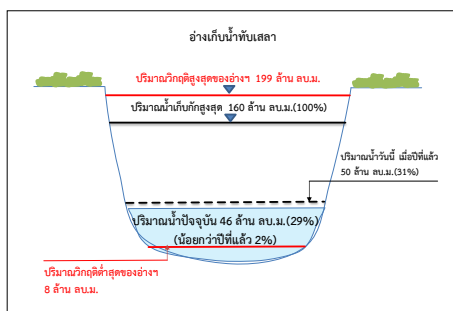 อ่างเก็บน้ำทับเสลา
ปริมาณวิกฤติสูงสุดของอ่างฯ 199 ล้าน ลบ.ม.
ปริมาณน้ำเก็บกักสูงสุด 160 ล้าน ลบ.ม.(100%)
ปริมาณน้ำวันนี้ เมื่อปีที่แล้ว
50 ล้าน ลบ.ม.(31%)
ปริมาณน้ำปัจจุบัน 46 ล้าน ลบ.ม.(29%)
(น้อยกว่าปีที่แล้ว 2%)
ปริมาณวิกฤติต่ำสุดของอ่างฯ
8 ล้าน ลบ.ม.